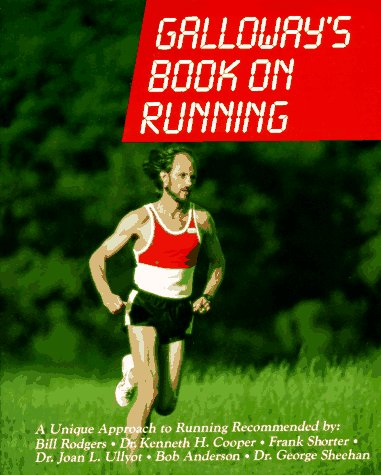 GALLOWAY'S
BOOK ON
RUNNING
A Unique Approach to Running Recommended by:
Bill Rodgers • Dr. Kenneth H. Cooper • Frank Shorter •
Dr. Joan L. Ullyot • Bob Anderson • Dr. George Sheehan